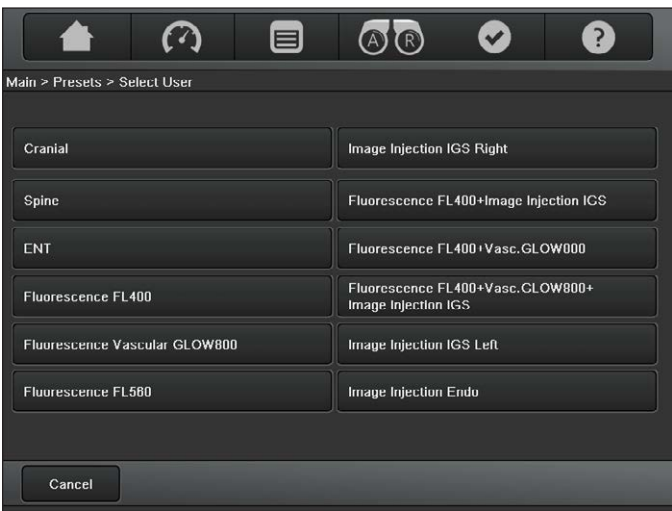 A R ?
Main > Presets > Select User
Cranial
Image Injection IGS Right
Spine
Fluorescence FL400+Image Injection IGS
ENT
Fluorescence FL400+Vasc.GLOW800
Fluorescence FL400
Fluorescence FL400+Vasc.GLOW800+
Image Injection IGS
Fluorescence Vascular GLOW800
Image Injection IGS Left
Fluorescence FL560
Image Injection Endo
Cancel